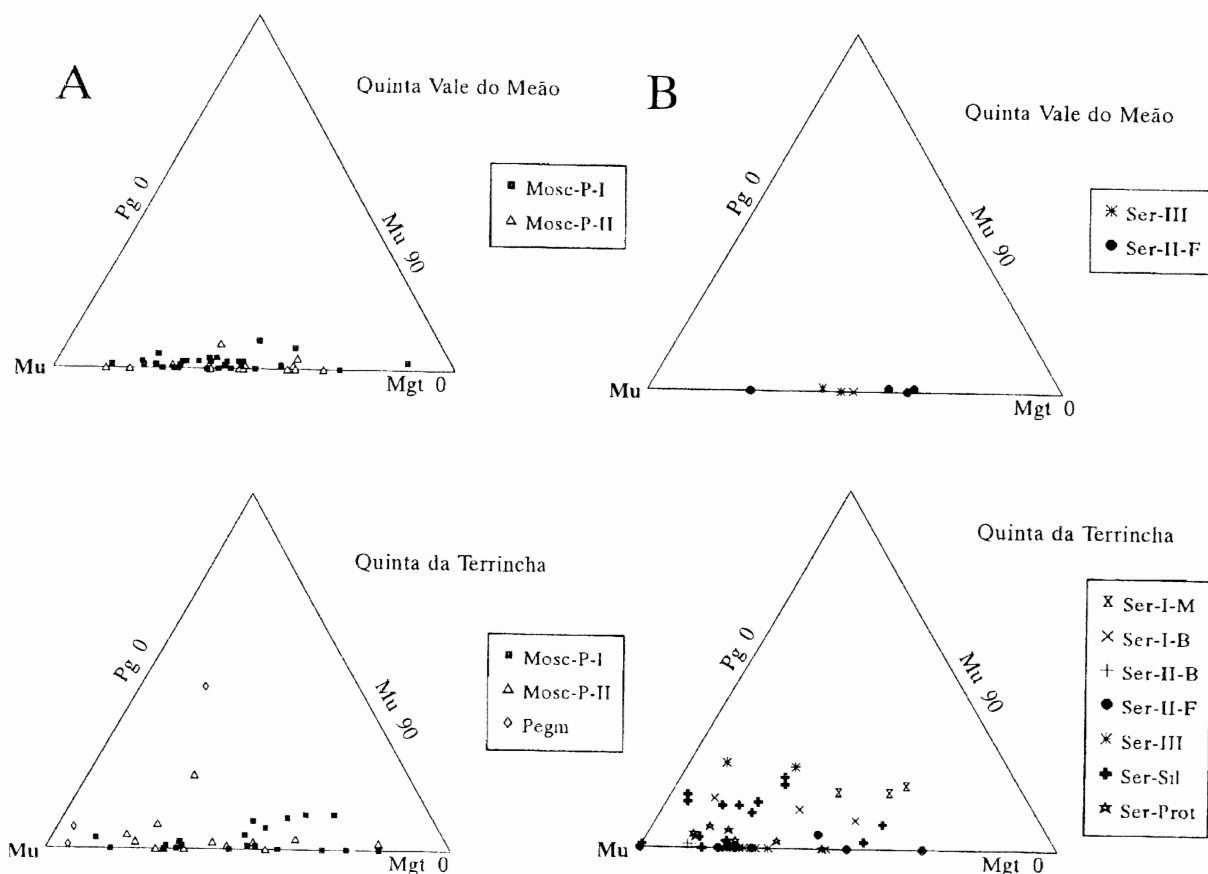 A
Quinta Vale do Meão
Pg 0
Mu 90
Mosc-P-I
Mosc-P-II
Mu
Mgt 0
B
Quinta Vale do Meão
Pg 0
Mu 90
Ser-III
Ser-II-F
Mu
Mgt 0
Quinta da Terrincha
Pg 0
Mu 90
Mosc-P-I
Mosc-P-II
Pegm
Mu
Mgt 0
Quinta da Terrincha
Pg 0
Mu 90
Ser-I-M
Ser-I-B
Ser-II-B
Ser-II-F
Ser-III
Ser-Sil
Ser-Prot
Mu
Mgt 0